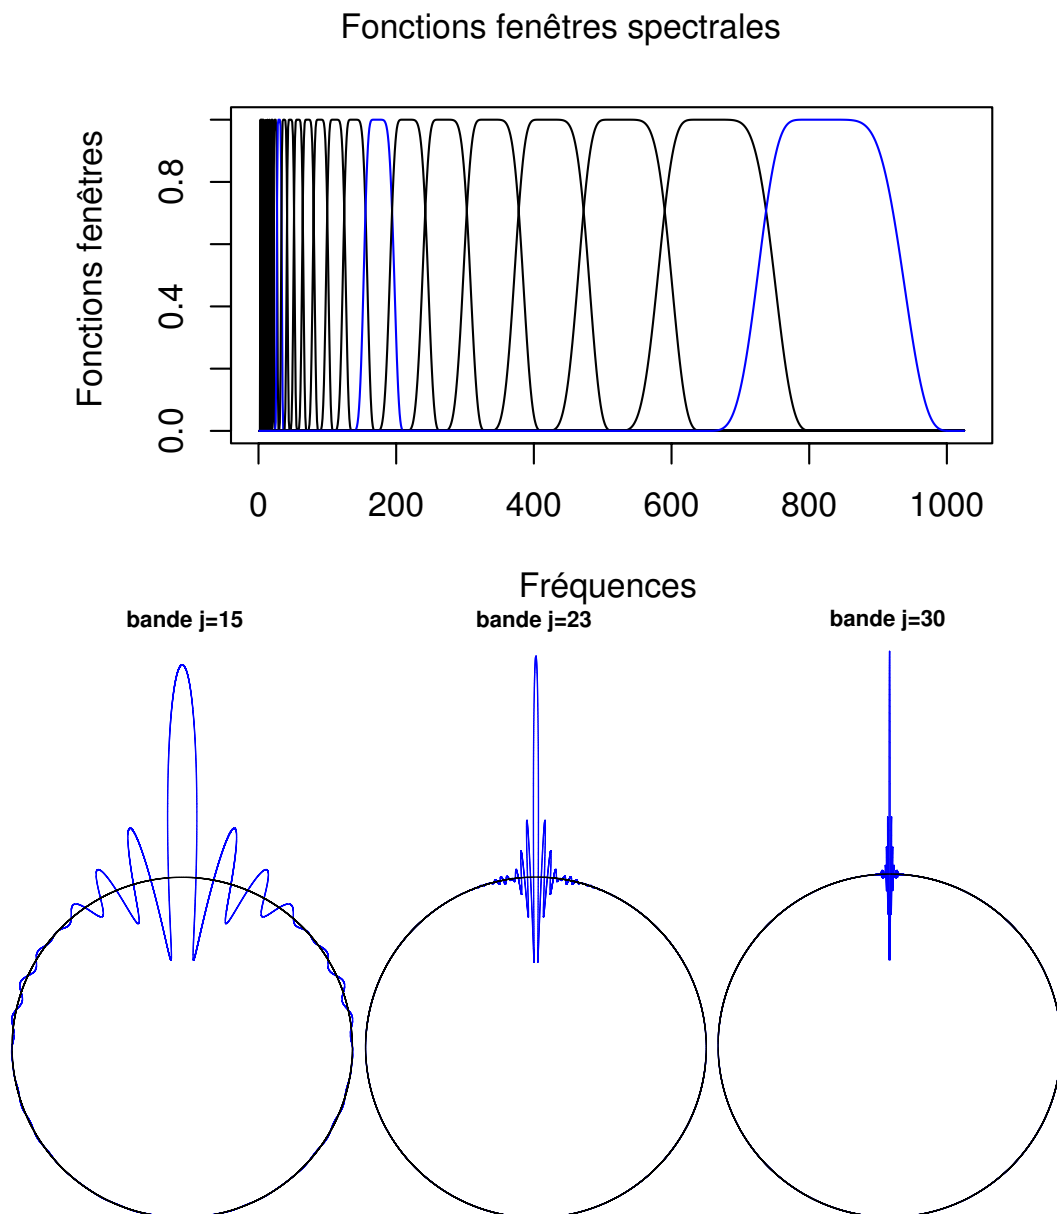 Fonctions fenêtres spectrales
Fonctions fenêtres
0.0
0.4
0.8
0
200
400
600
800
1000
Fréquences
bande j=15
bande j=23
bande j=30